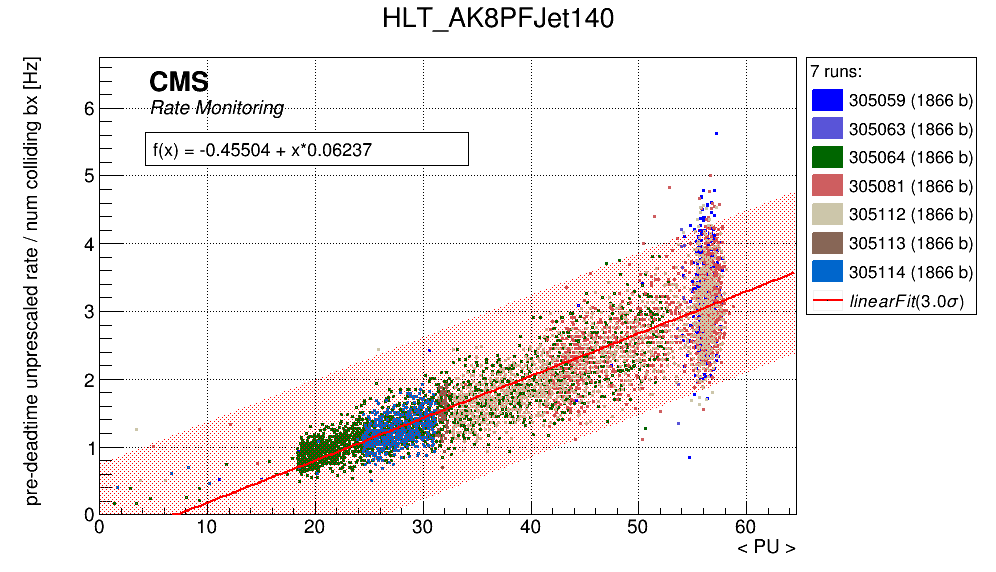 HLT_AK8PFJet140
pre-deadtime unprescaled rate / num colliding bx [Hz]
CMS
Rate Monitoring
f(x) = -0.45504 + x*0.06237
6
5
4
3
2
1
0
0 10 20 30 40 50 60
< PU >
7 runs:
305059 (1866 b)
305063 (1866 b)
305064 (1866 b)
305081 (1866 b)
305112 (1866 b)
305113 (1866 b)
305114 (1866 b)
linearFit(3.0σ)